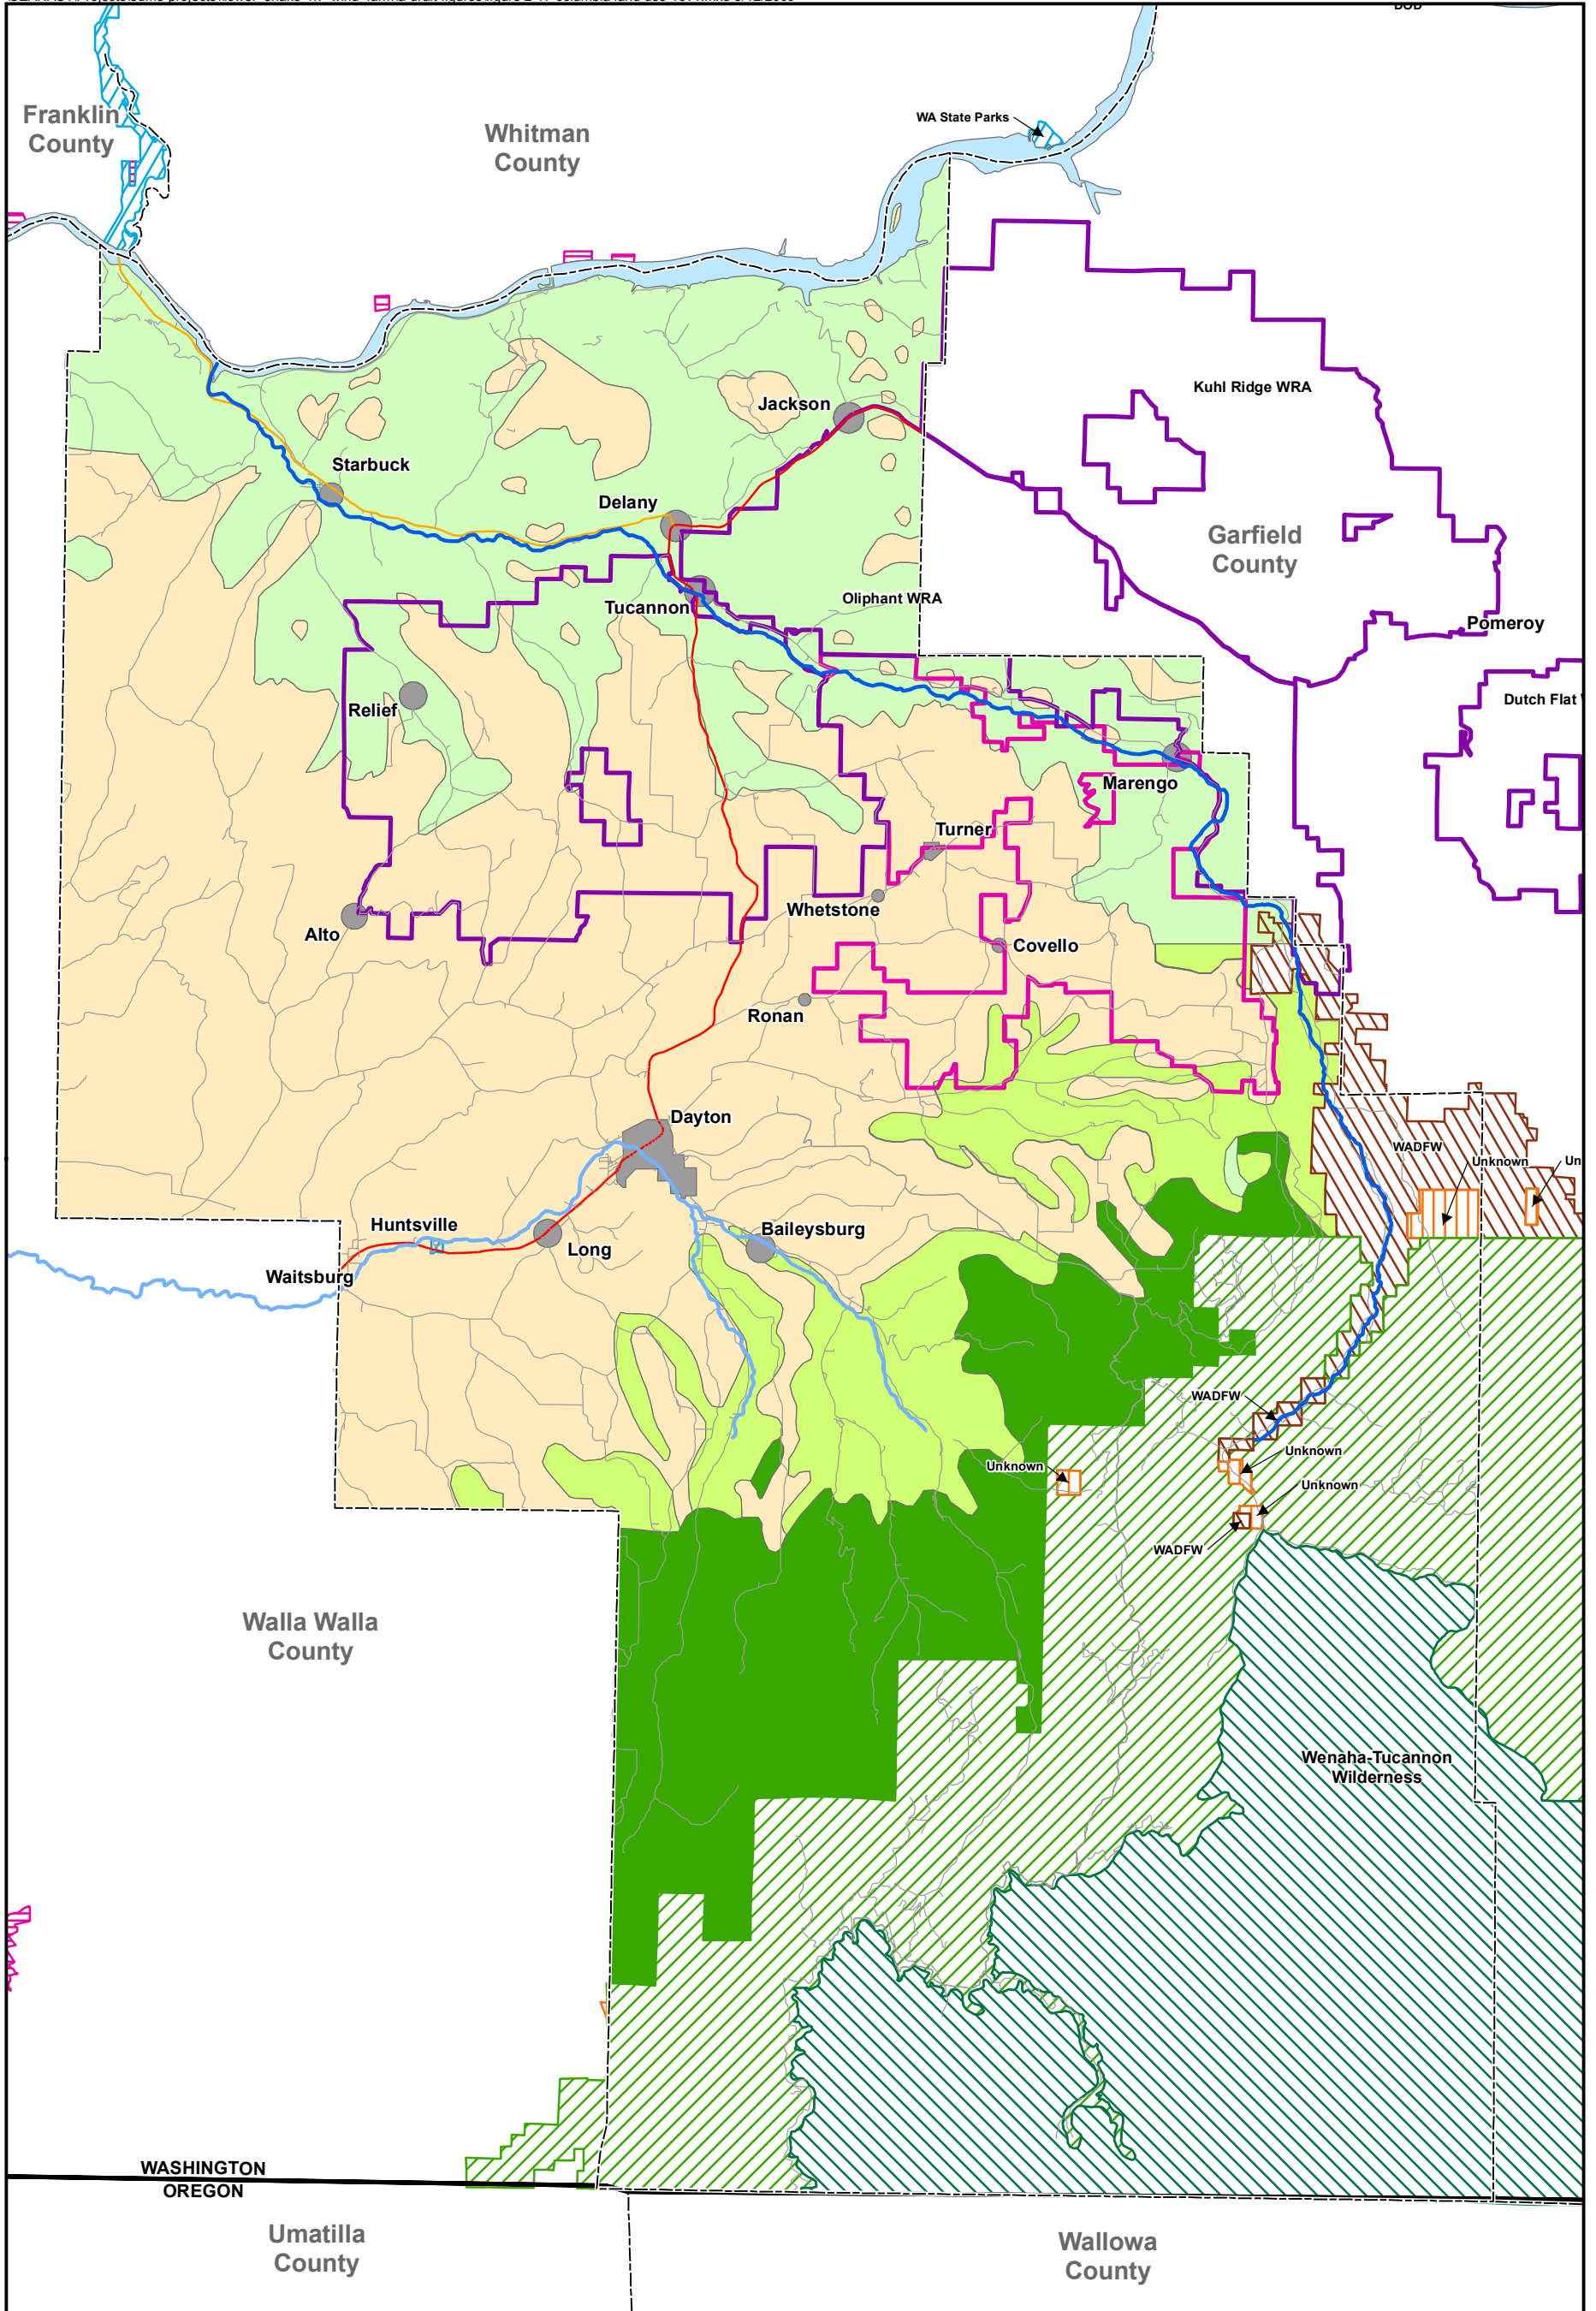 Franklin
County
Whitman
County
WA State Parks
Kuhl Ridge WRA
Jackson
Starbuck
Delany
Garfield
County
Oliphant WRA
Tucannon
Pomeroy
Relief
Dutch Flat
Marengo
Turner
Whetstone
Alto
Covello
Ronan
Dayton
WADFW
Unknown
Un
Huntsville
Baileysburg
Long
Waitsburg
WADFW
Unknown
Unknown
Unknown
WADFW
Walla Walla
County
Wenaha-Tucannon
Wilderness
WASHINGTON
OREGON
Umatilla
County
Wallowa
County